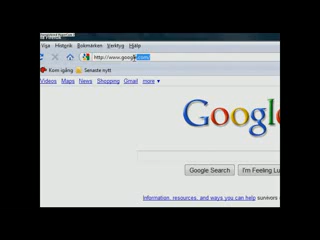 Visa Historik Bokmärken Verktyg Hjälp
http://www.google.com/
Kom-igång Senaste nytt
Videos Maps News Shopping Gmail more ▼
Google
Google Search I'm Feeling Lu
Information, resources, and ways you can help survivors